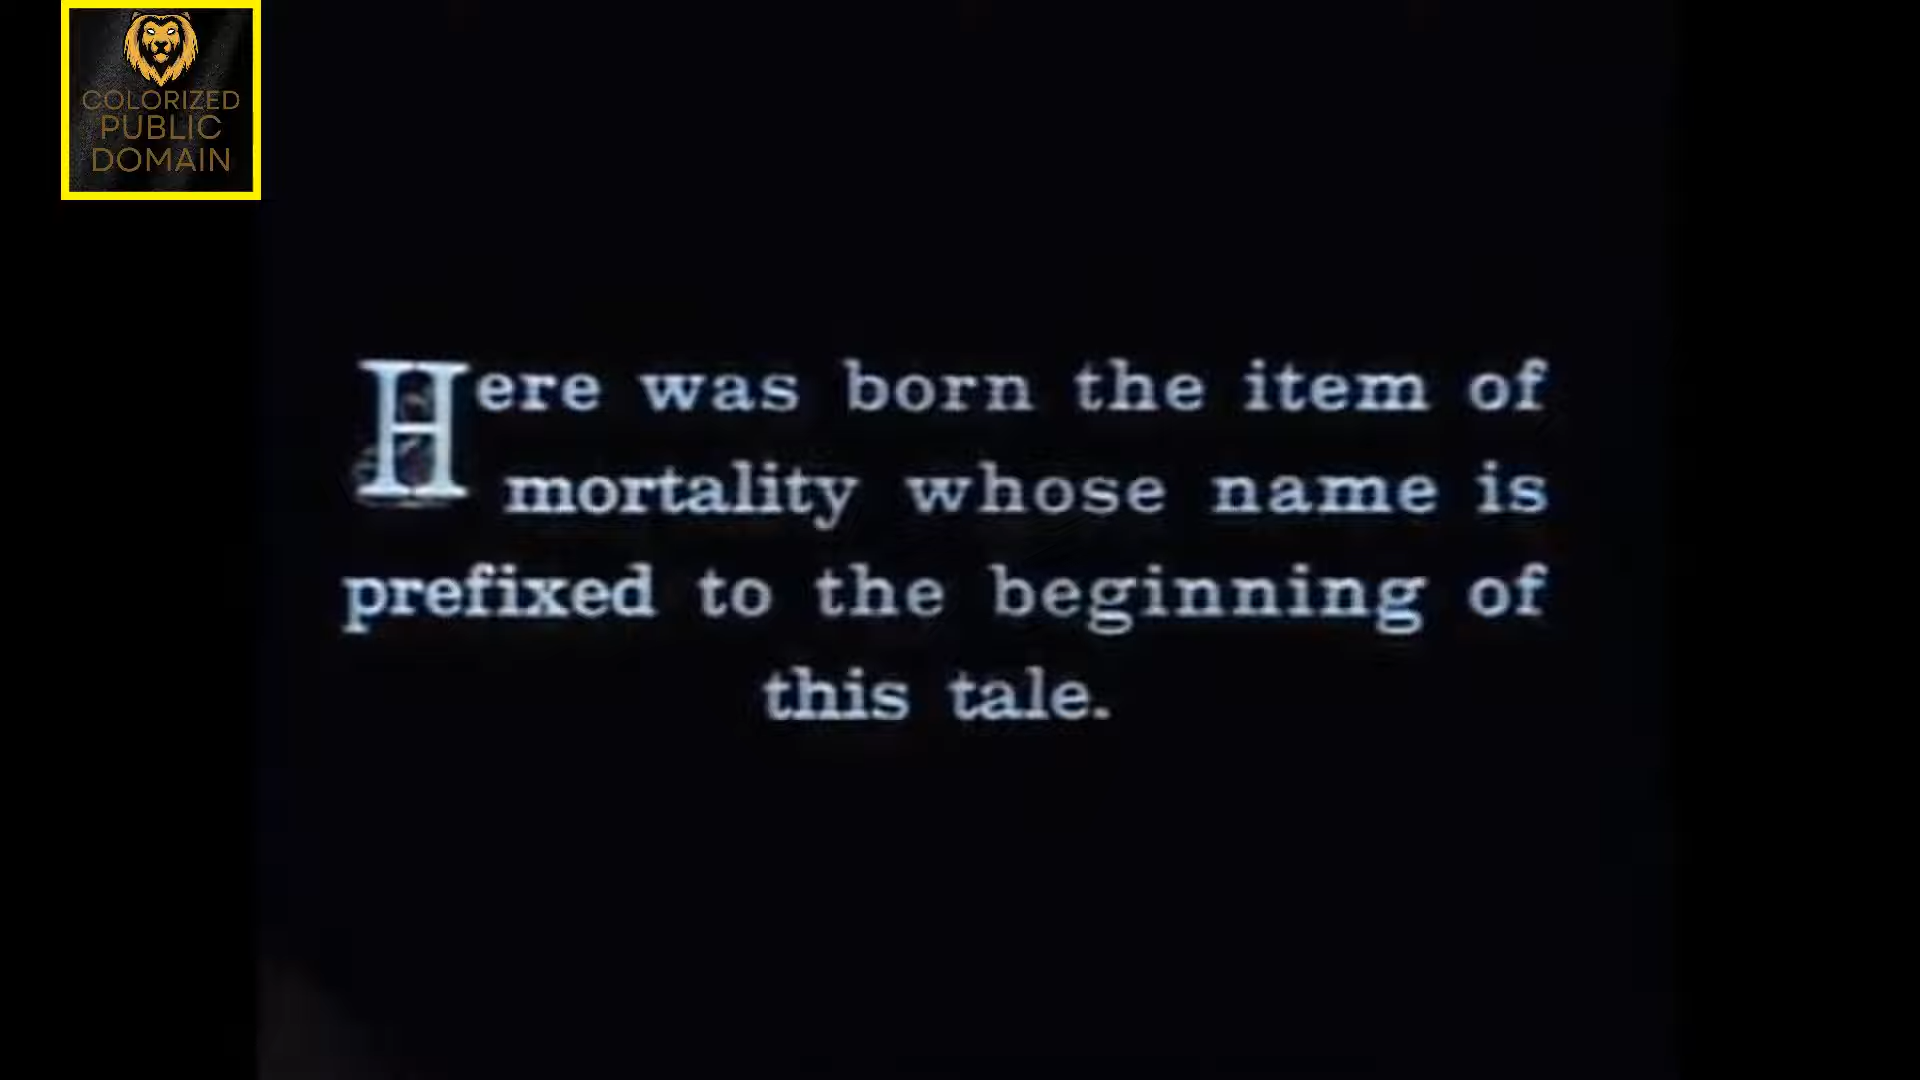 COLORIZED
PUBLIC
DOMAIN
Here was born the item of
mortality whose name is
prefixed to the beginning of
this tale.